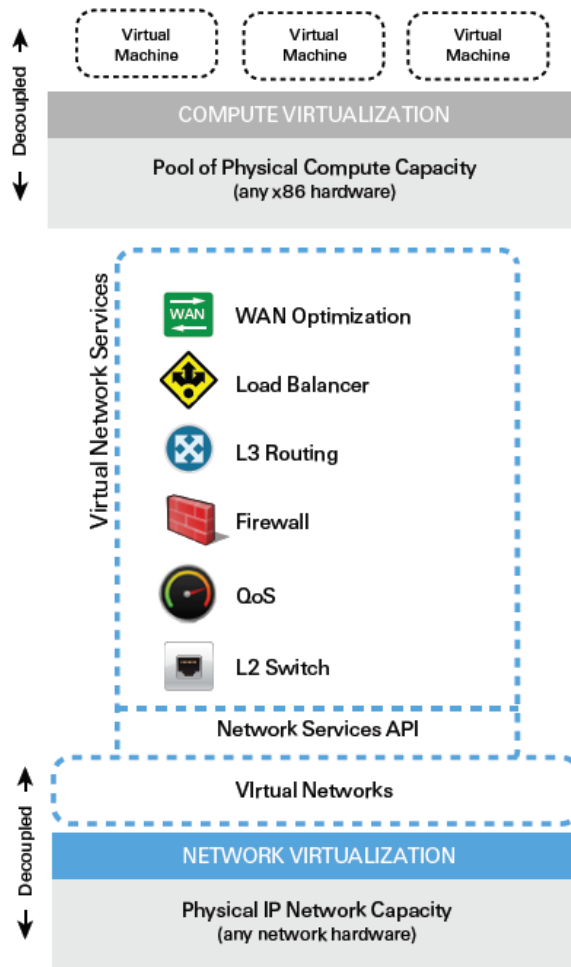 Decoupled
Virtual
Machine
Virtual
Machine
Virtual
Machine
COMPUTE VIRTUALIZATION
Pool of Physical Compute Capacity
(any x86 hardware)
Virtual Network Services
WAN
WAN Optimization
Load Balancer
L3 Routing
Firewall
QoS
L2 Switch
Network Services API
Decoupled
VIrtual Networks
NETWORK VIRTUALIZATION
Physical IP Network Capacity
(any network hardware)